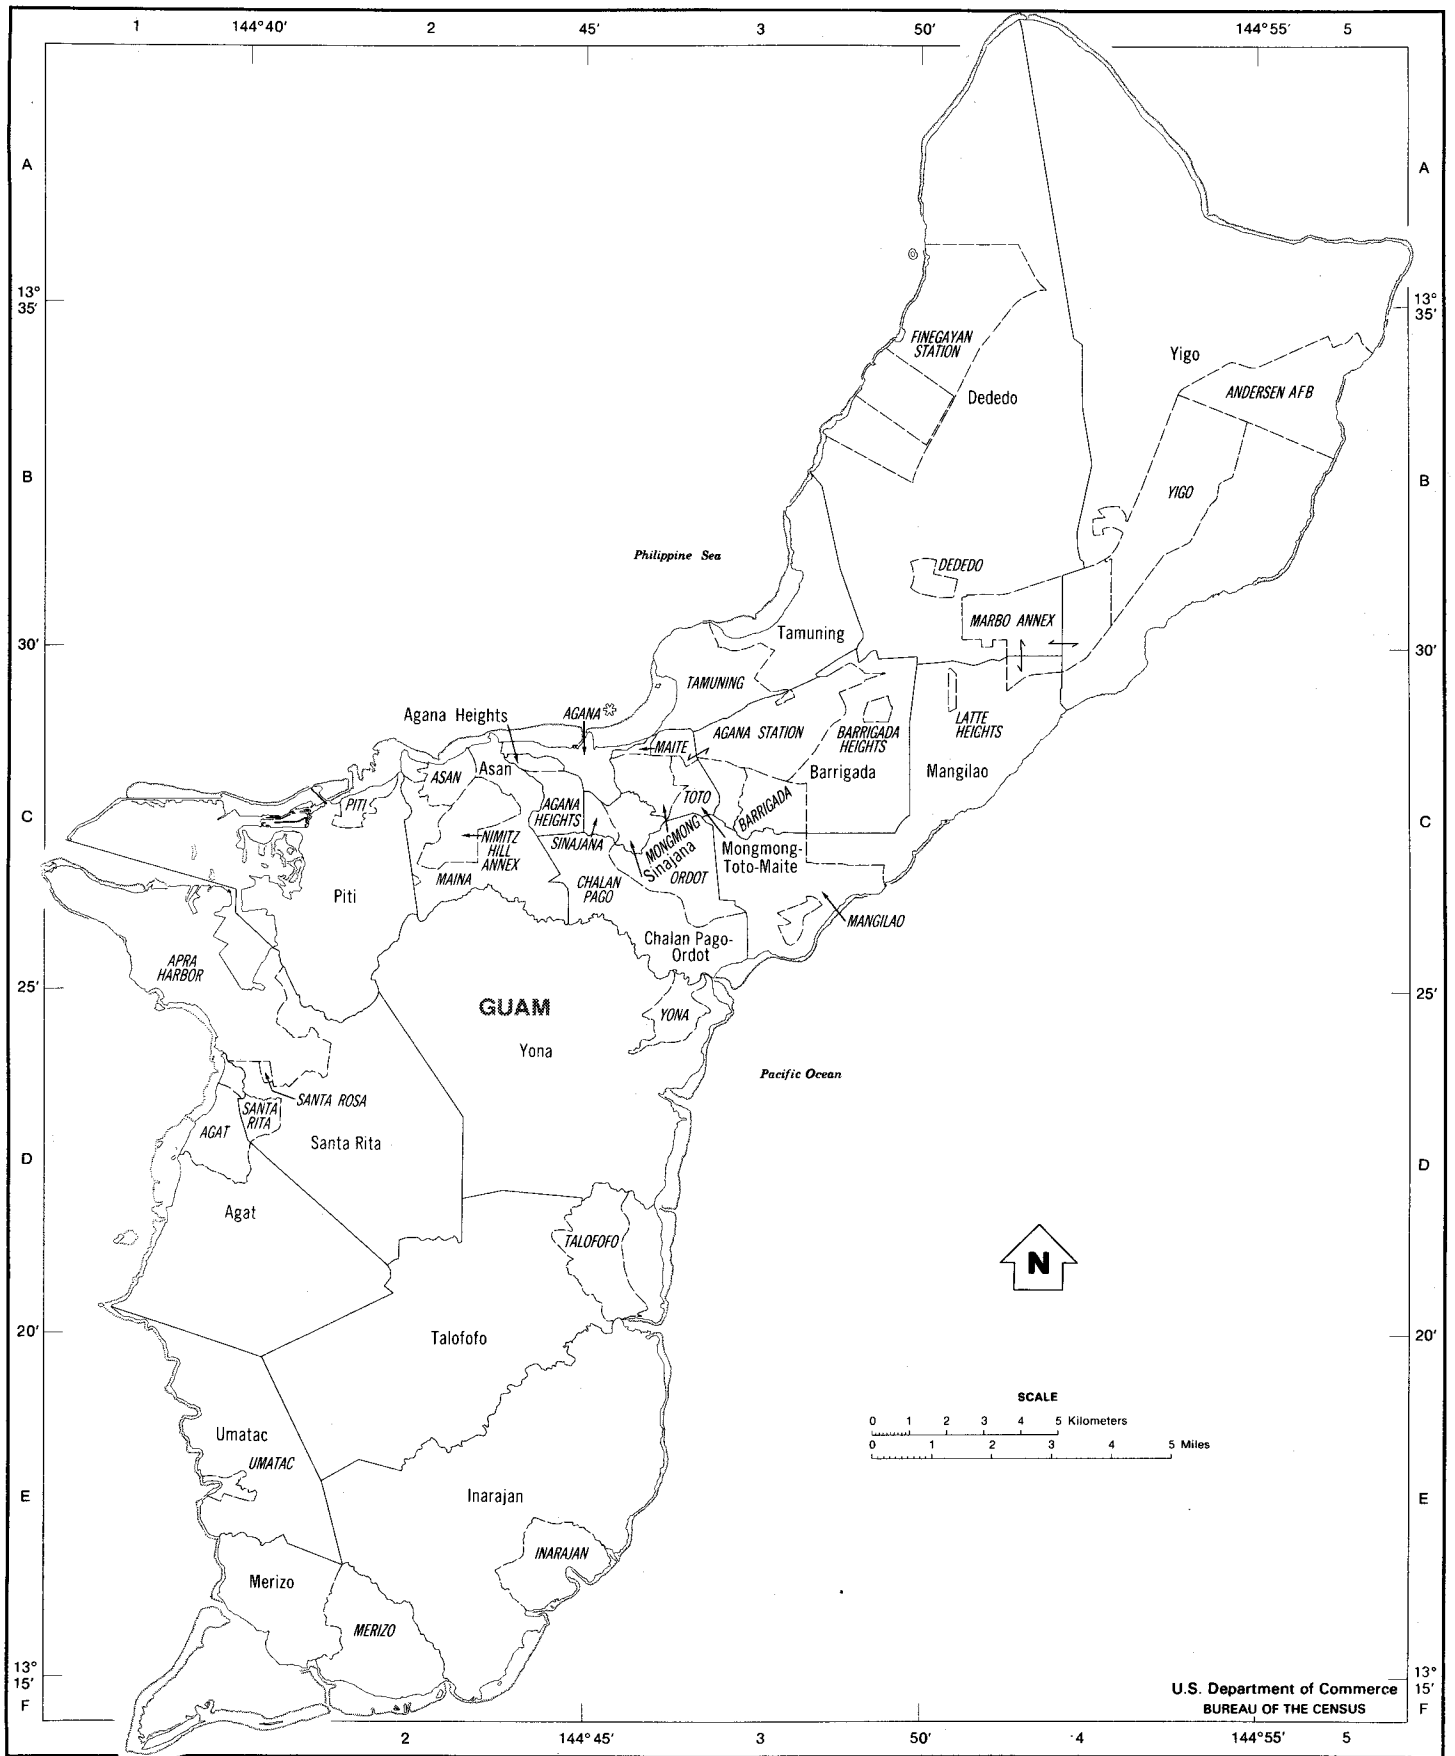 1 144°40′ 2 45′ 3 50′ 144°55′ 5
A A
13°
35′
13°
35′
FINEGAYAN
STATION
Yigo
Dededo
ANDERSEN AFB
B B
YIGO
Philippine Sea
DEDEDO
MARBO ANNEX
Tamuning
30′ 30′
TAMUNING
Agana Heights
AGANA
AGANA STATION
LATTE
HEIGHTS
BARRIGADA
HEIGHTS
MAITE
Asan
ASAN
Barrigada
Mangilao
PITI
AGANA
HEIGHTS
TOTO
BARRIGADA
C C
NIMITZ
HILL
ANNEX
SINAJANA
MONGMONG
Sinajana
Mongmong-
Toto-Maite
MAINA
CHALAN
PAGO
ORDOT
Piti
MANGILAO
Chalan Pago-
Ordot
APRA
HARBOR
25′ 25′
GUAM
YONA
Yona
Pacific Ocean
SANTA ROSA
SANTA
RITA
AGAT
Santa Rita
D D
Agat
TALOFOFO
N
20′ 20′
Talofofo
SCALE
0 1 2 3 4 5 Kilometers
0 1 2 3 4 5 Miles
Umatac
UMATAC
Inarajan
E E
INARAJAN
Merizo
MERIZO
13°
15′
13°
15′
F F
U.S. Department of Commerce
BUREAU OF THE CENSUS
2 144°45′ 3 50′ 4 144°55′ 5